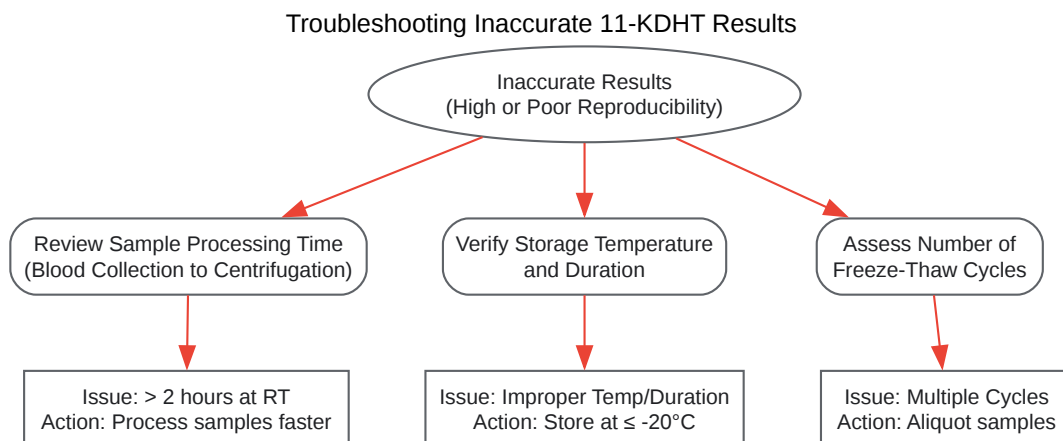 Troubleshooting Inaccurate 11-KDHT Results
Inaccurate Results
(High or Poor Reproducibility)
Review Sample Processing Time
(Blood Collection to Centrifugation)
Verify Storage Temperature
and Duration
Assess Number of
Freeze-Thaw Cycles
Issue: > 2 hours at RT
Action: Process samples faster
Issue: Improper Temp/Duration
Action: Store at ≤ -20°C
Issue: Multiple Cycles
Action: Aliquot samples